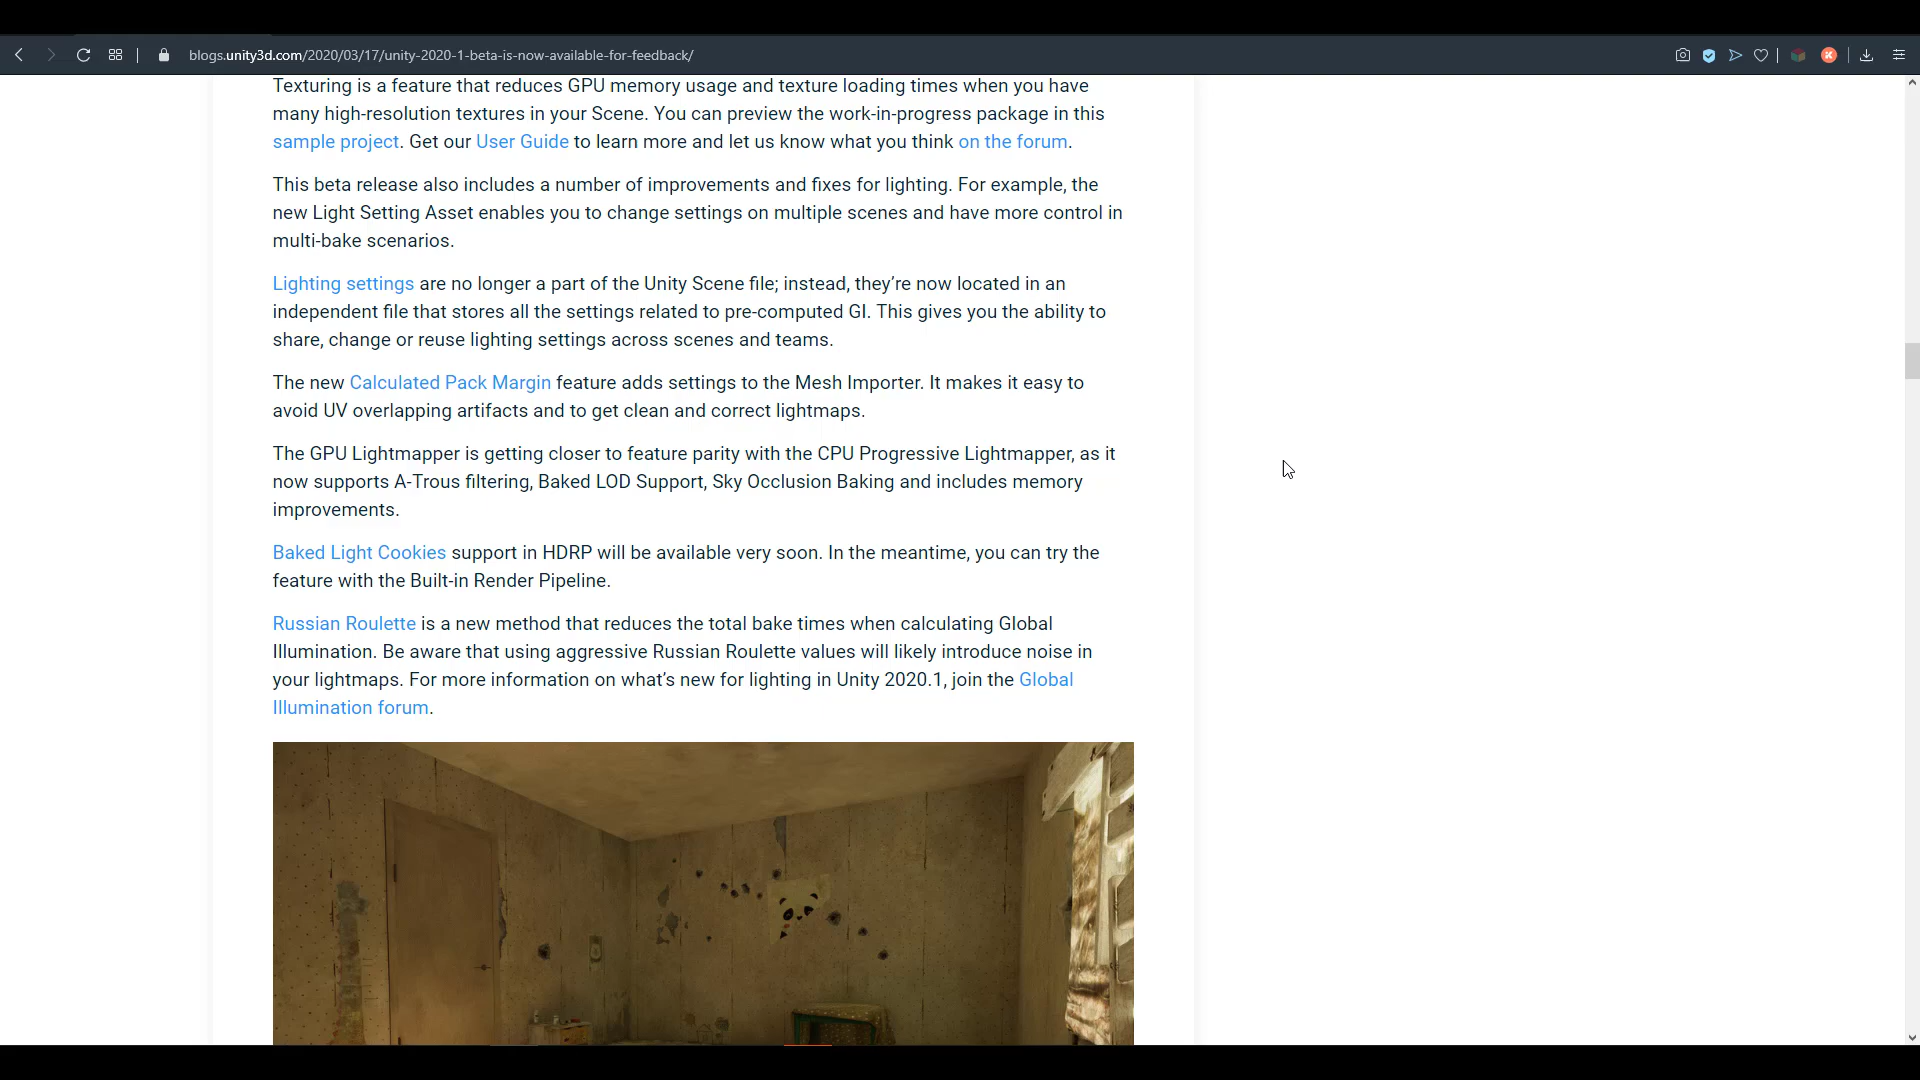 blogs.unity3d.com/2020/03/17/unity-2020-1-beta-is-now-available-for-feedback/
Texturing is a feature that reduces GPU memory usage and texture loading times when you have
many high-resolution textures in your Scene. You can preview the work-in-progress package in this
sample project. Get our User Guide to learn more and let us know what you think on the forum.
This beta release also includes a number of improvements and fixes for lighting. For example, the
new Light Setting Asset enables you to change settings on multiple scenes and have more control in
multi-bake scenarios.
Lighting settings are no longer a part of the Unity Scene file; instead, they’re now located in an
independent file that stores all the settings related to pre-computed GI. This gives you the ability to
share, change or reuse lighting settings across scenes and teams.
The new Calculated Pack Margin feature adds settings to the Mesh Importer. It makes it easy to
avoid UV overlapping artifacts and to get clean and correct lightmaps.
The GPU Lightmapper is getting closer to feature parity with the CPU Progressive Lightmapper, as it
now supports A-Trous filtering, Baked LOD Support, Sky Occlusion Baking and includes memory
improvements.
Baked Light Cookies support in HDRP will be available very soon. In the meantime, you can try the
feature with the Built-in Render Pipeline.
Russian Roulette is a new method that reduces the total bake times when calculating Global
Illumination. Be aware that using aggressive Russian Roulette values will likely introduce noise in
your lightmaps. For more information on what’s new for lighting in Unity 2020.1, join the Global
Illumination forum.